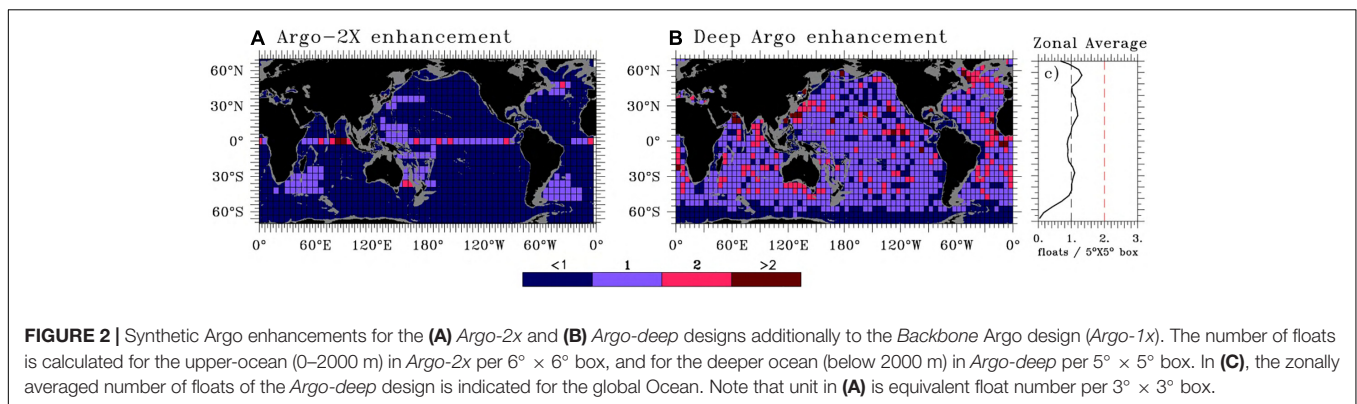 A Argo-2X enhancement
B Deep Argo enhancement
Zonal Average
c)
60°N
30°N
0°
30°S
60°S
60°N
30°N
0°
30°S
60°S
0° 60°E 120°E 180° 120°W 60°W 0°
0° 60°E 120°E 180° 120°W 60°W 0°
0. 1. 2. 3.
floats / 5°X5° box
<1 1 2 >2
FIGURE 2 | Synthetic Argo enhancements for the (A) Argo-2x and (B) Argo-deep designs additionally to the Backbone Argo design (Argo-1x). The number of floats
is calculated for the upper-ocean (0–2000 m) in Argo-2x per 6° × 6° box, and for the deeper ocean (below 2000 m) in Argo-deep per 5° × 5° box. In (C), the zonally
averaged number of floats of the Argo-deep design is indicated for the global Ocean. Note that unit in (A) is equivalent float number per 3° × 3° box.